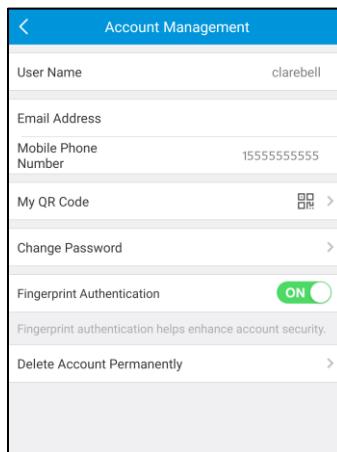 Account Management
User Name clarebell
Email Address
Mobile Phone
Number 15555555555
My QR Code
Change Password
Fingerprint Authentication ON
Fingerprint authentication helps enhance account security.
Delete Account Permanently